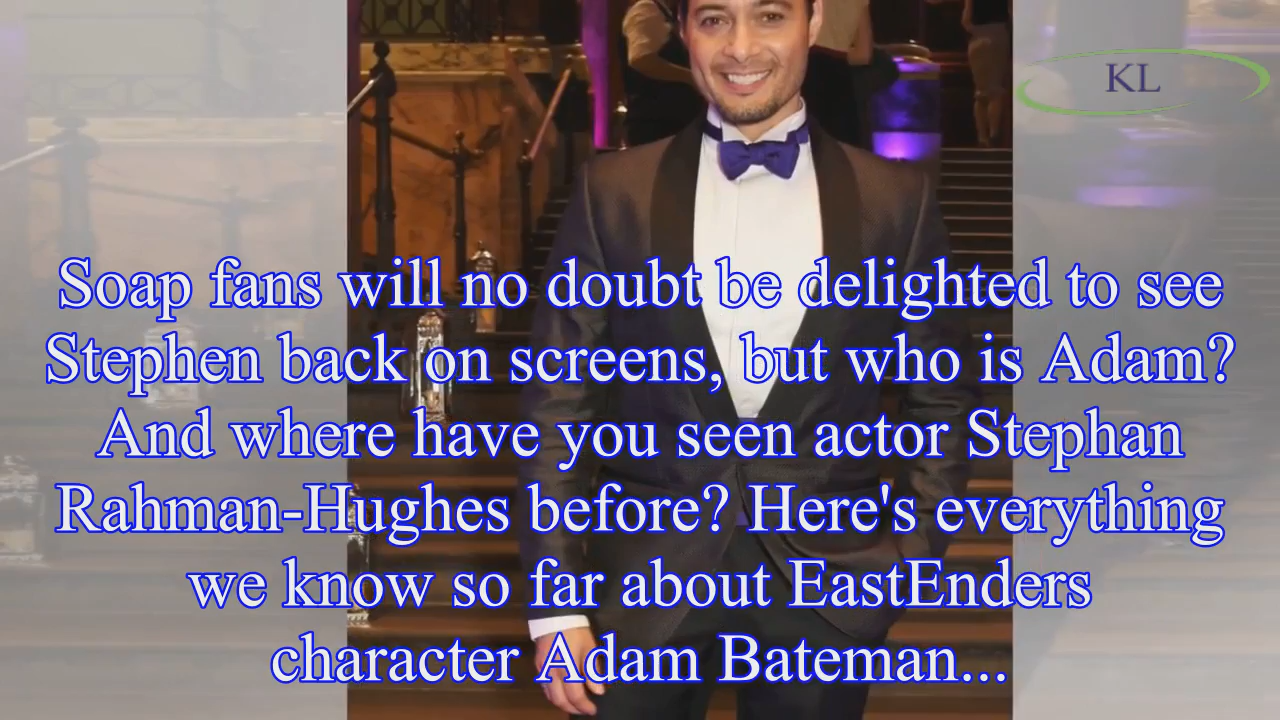 KL
Soap fans will no doubt be delighted to see
Stephen back on screens, but who is Adam?
And where have you seen actor Stephan
Rahman-Hughes before? Here's everything
we know so far about EastEnders
character Adam Bateman...